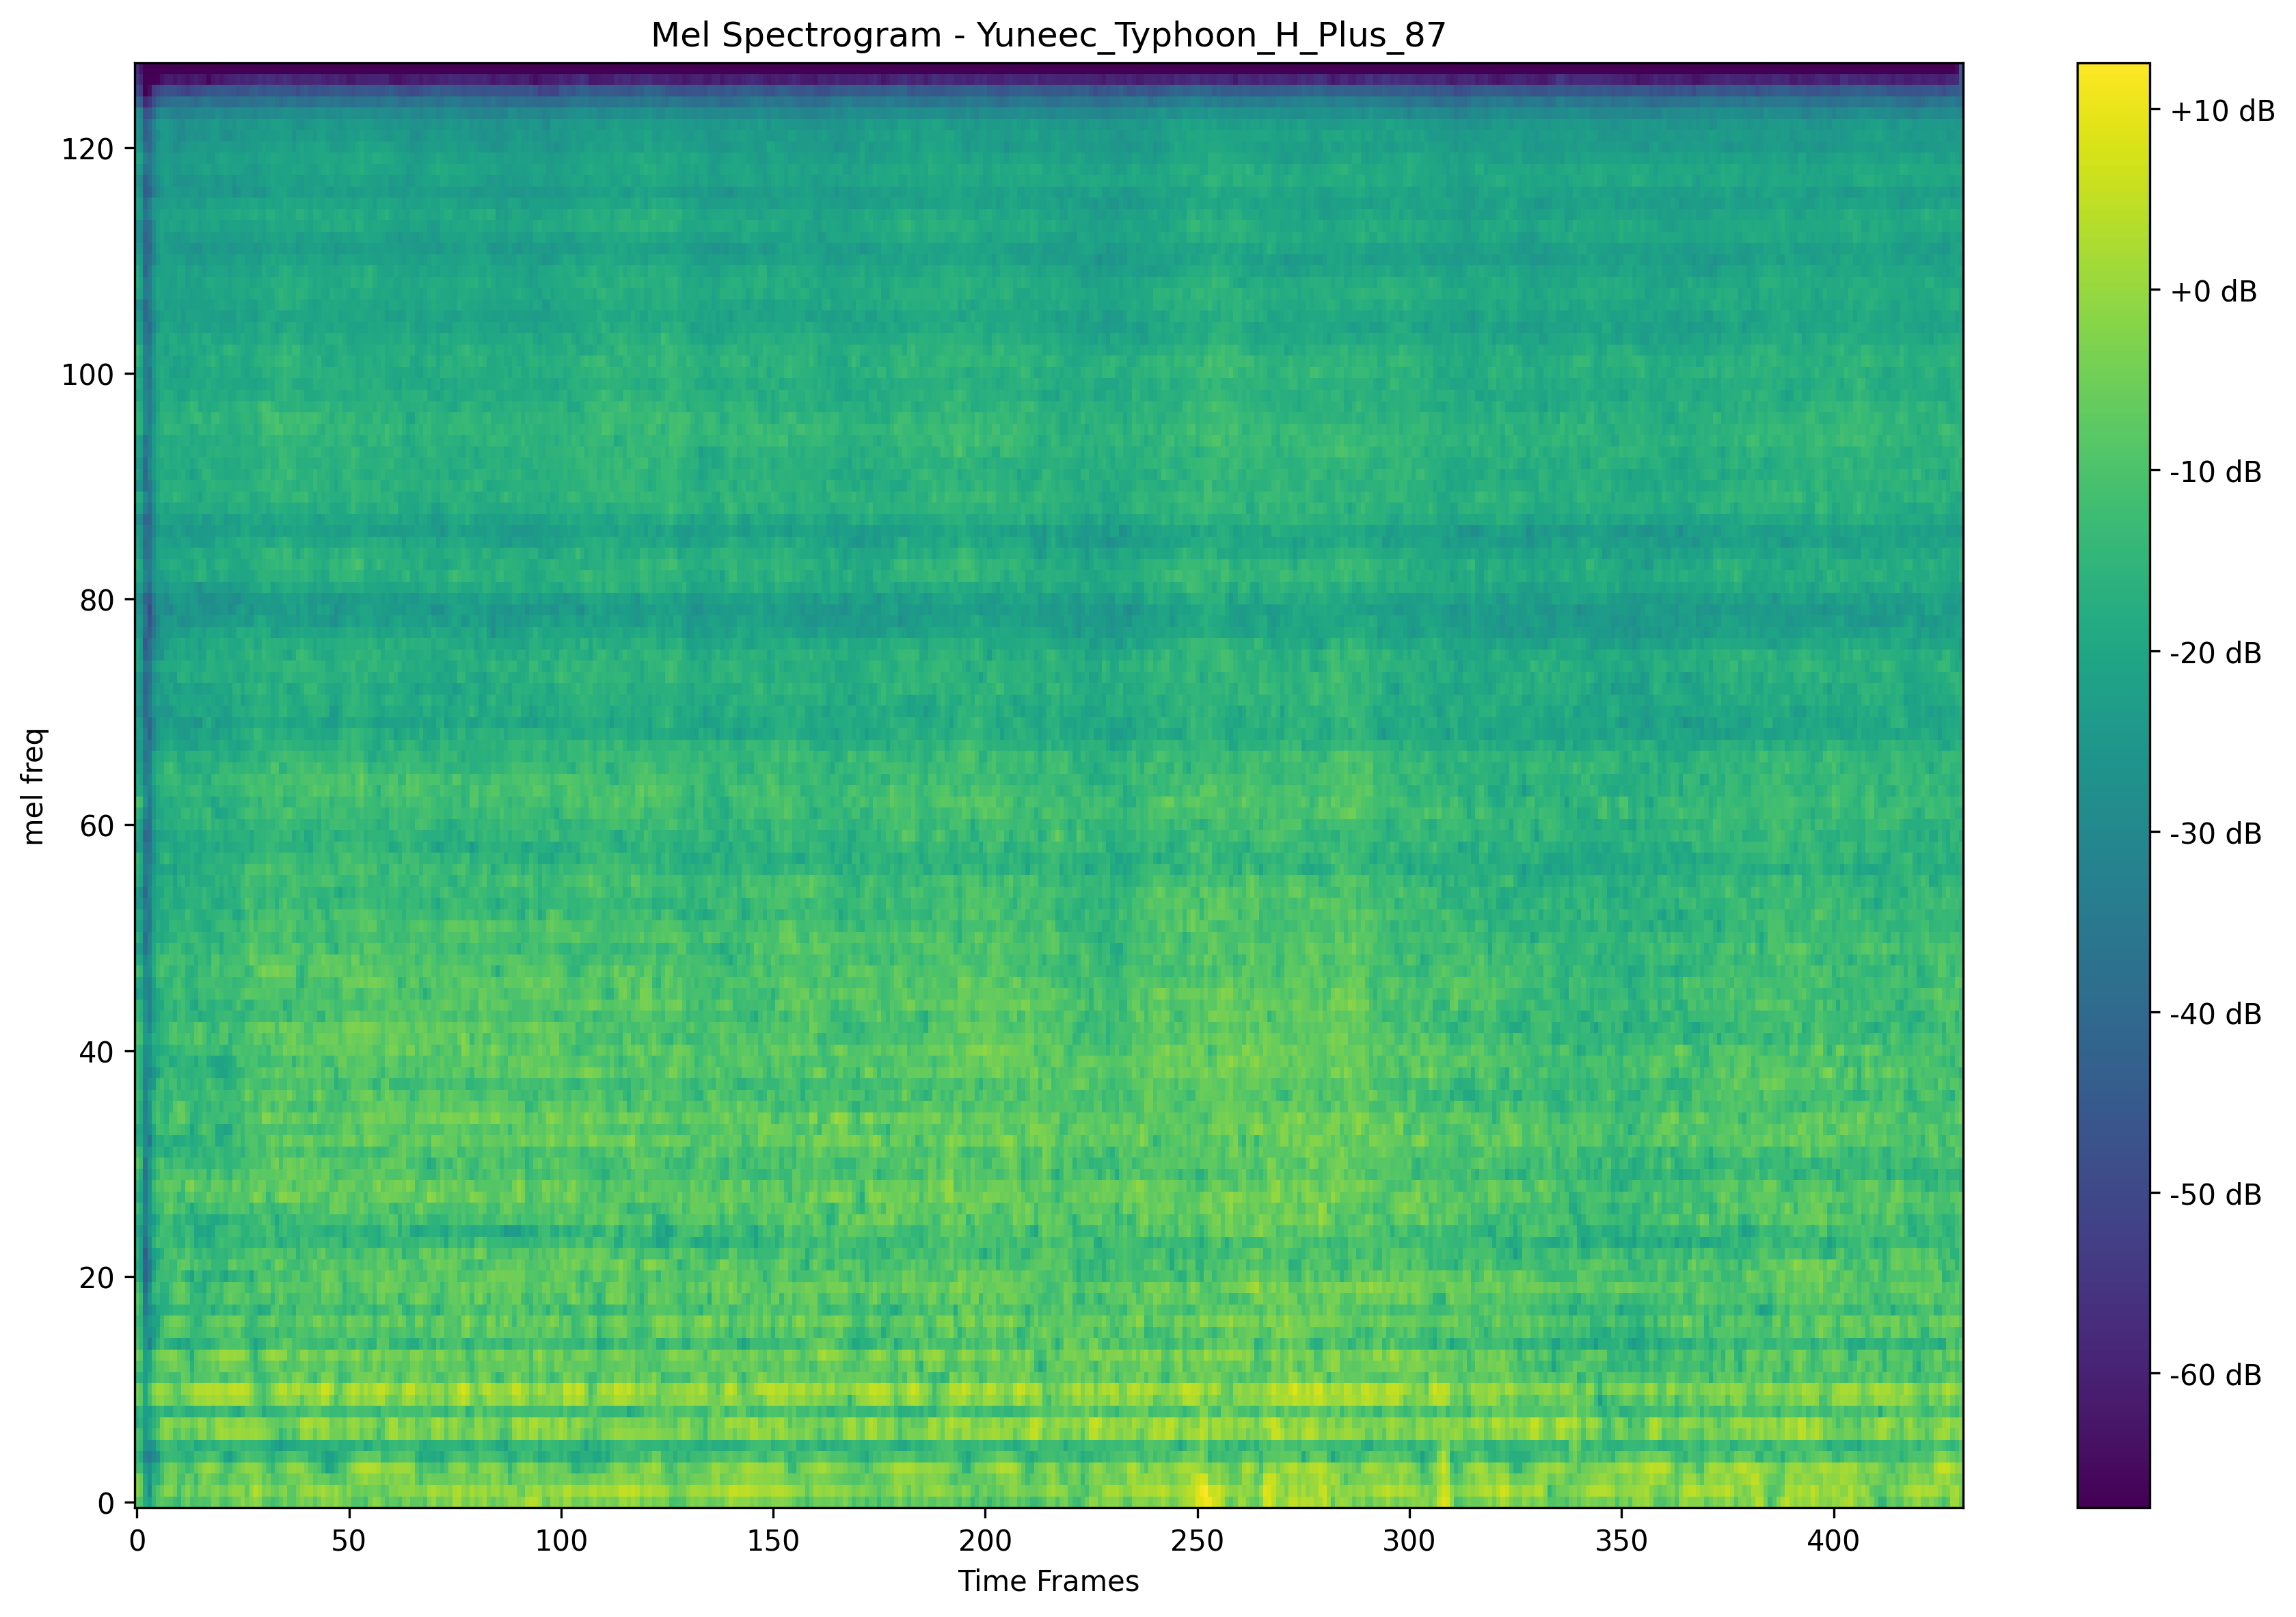 Mel Spectrogram - Yuneec_Typhoon_H_Plus_87
mel freq
120
100
80
60
40
20
0
0 50 100 150 200 250 300 350 400
Time Frames
+10 dB
+0 dB
-10 dB
-20 dB
-30 dB
-40 dB
-50 dB
-60 dB